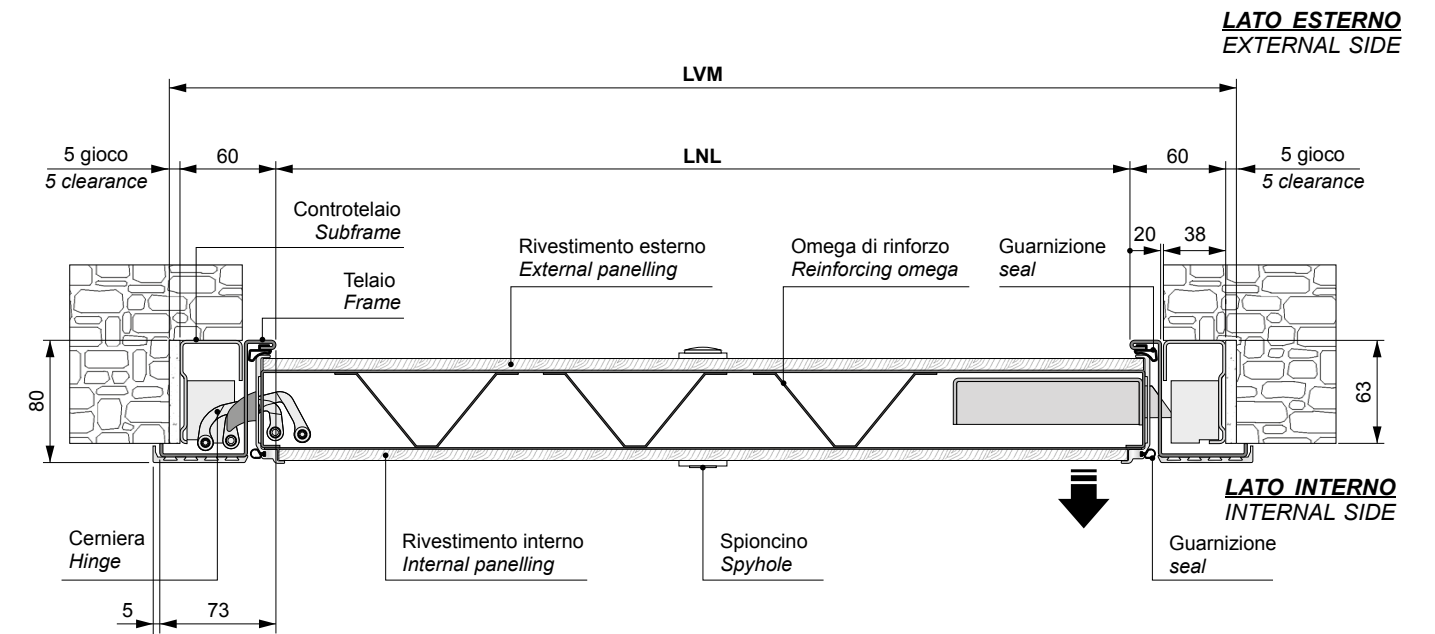 LATO ESTERNO
EXTERNAL SIDE
LVM
5 gioco
5 clearance
60
LNL
60
5 gioco
5 clearance
Controtelaio
Subframe
Rivestimento esterno
External panelling
Omega di rinforzo
Reinforcing omega
Guarnizione
seal
20
38
Telaio
Frame
80
63
LATO INTERNO
INTERNAL SIDE
Cerniera
Hinge
Rivestimento interno
Internal panelling
Spioncino
Spyhole
Guarnizione
seal
5
73